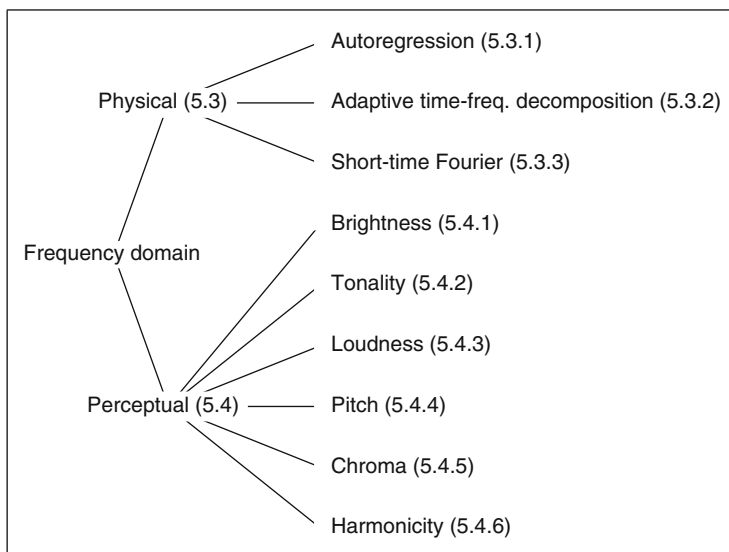 Autoregression (5.3.1)
Physical (5.3)
Adaptive time-freq. decomposition (5.3.2)
Short-time Fourier (5.3.3)
Brightness (5.4.1)
Frequency domain
Tonality (5.4.2)
Loudness (5.4.3)
Perceptual (5.4)
Pitch (5.4.4)
Chroma (5.4.5)
Harmonicity (5.4.6)